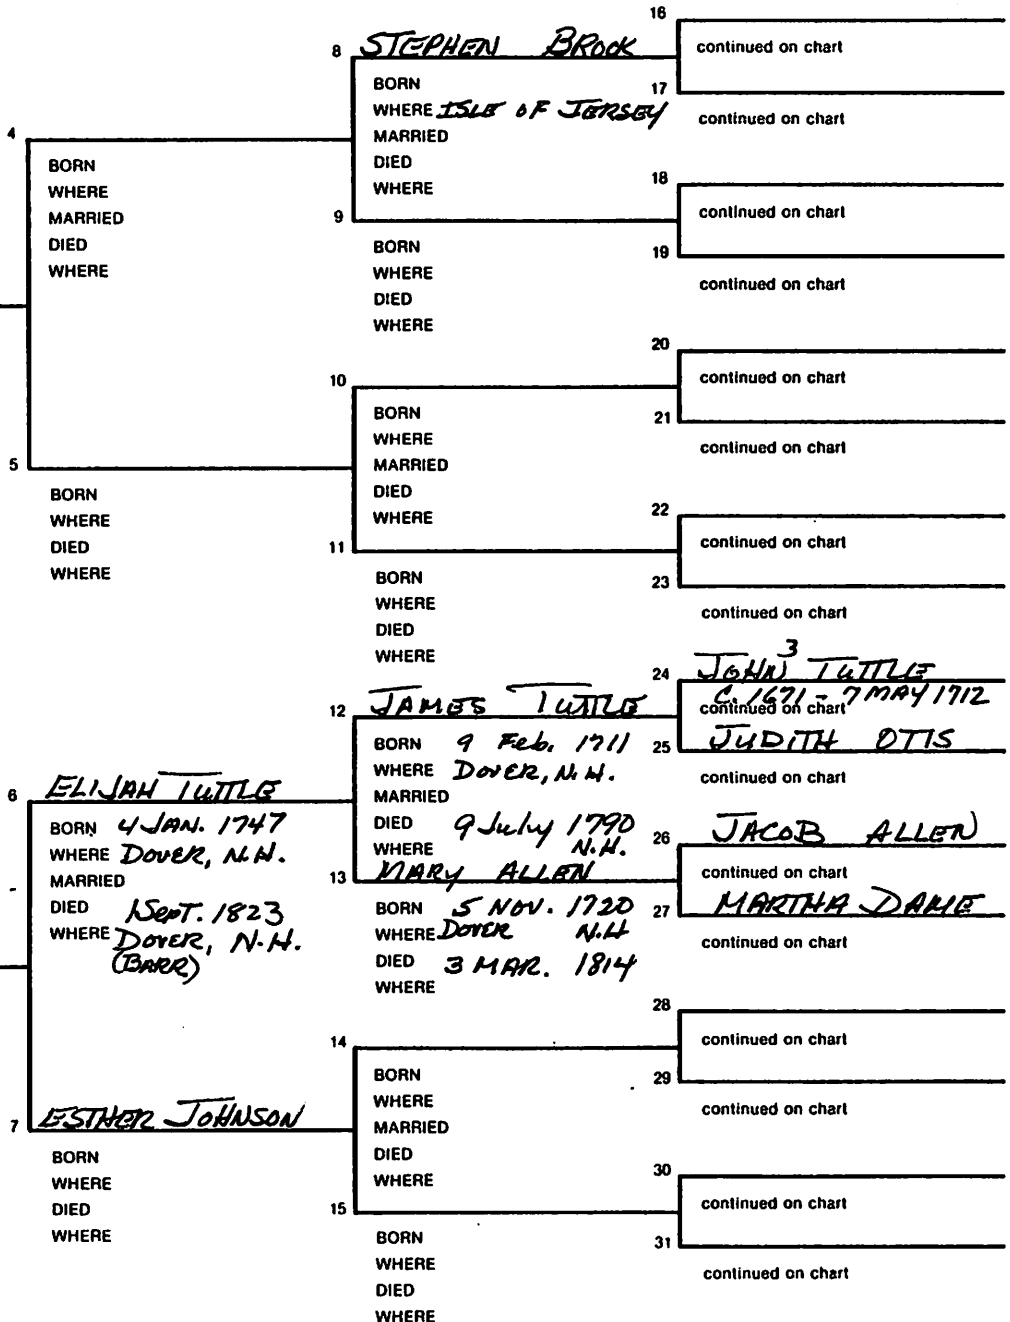 16
continued on chart
8 STEPHEN BROCK
BORN
WHERE ISLE OF JERSEY
MARRIED
DIED
WHERE
17
continued on chart
4
BORN
WHERE
MARRIED
DIED
WHERE
18
continued on chart
9
BORN
WHERE
DIED
WHERE
19
continued on chart
20
continued on chart
10
BORN
WHERE
MARRIED
DIED
WHERE
21
continued on chart
5
BORN
WHERE
DIED
WHERE
22
continued on chart
11
BORN
WHERE
DIED
WHERE
23
continued on chart
24 JOHN 3 TUTTLE
C. 1671 - 7 MAY 1712
continued on chart
12 JAMES TUTTLE
BORN 9 Feb. 1711
WHERE DOVER, N.H.
MARRIED
DIED 9 July 1790
WHERE N.H.
25 JUDITH OTIS
continued on chart
6 ELIJAH TUTTLE
BORN 4 JAN. 1747
WHERE DOVER, N.H.
MARRIED
DIED 1 SEPT. 1823
WHERE DOVER, N.H.
(BARR)
26 JACOB ALLEN
continued on chart
13 MARY ALLEN
BORN 5 NOV. 1720
WHERE DOVER N.H
DIED 3 MAR. 1814
WHERE
27 MARTHA DAME
continued on chart
28
continued on chart
14
BORN
WHERE
MARRIED
DIED
WHERE
29
continued on chart
7 ESTHER JOHNSON
BORN
WHERE
DIED
WHERE
30
continued on chart
15
BORN
WHERE
DIED
WHERE
31
continued on chart